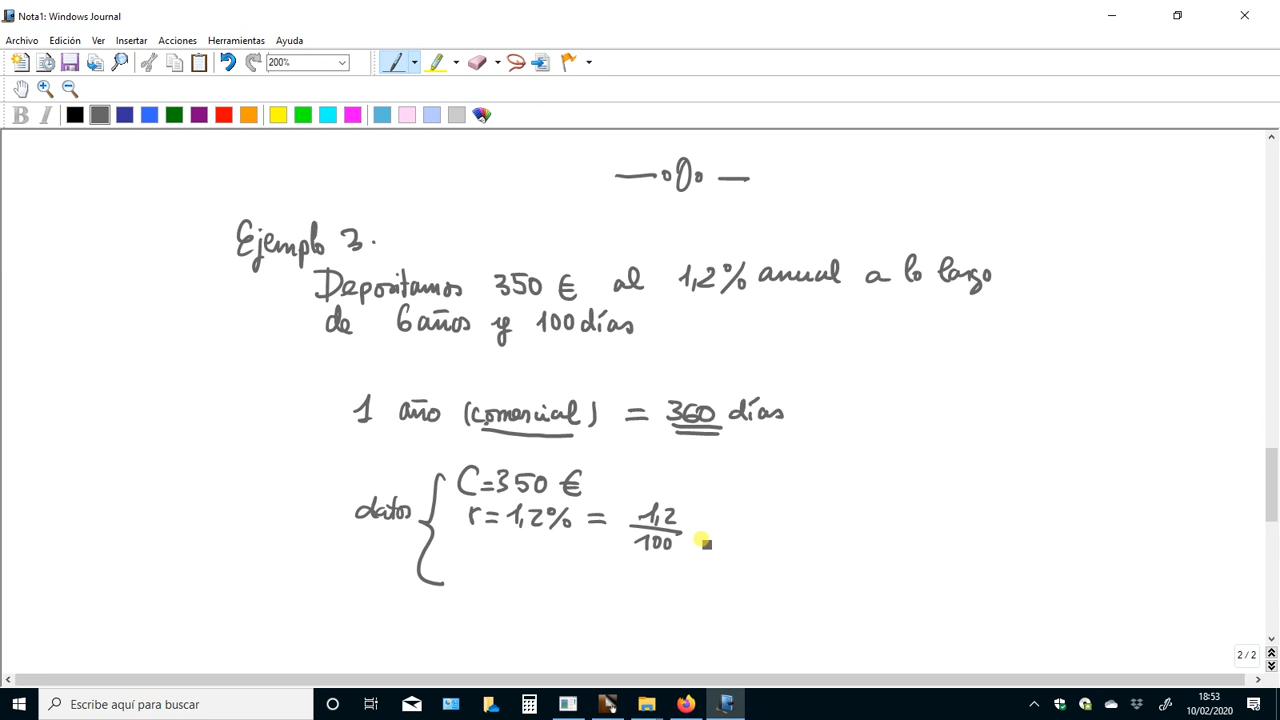 Nota1: Windows Journal
Archivo Edición Ver Insertar Acciones Herramientas Ayuda
200%
B I
Ejemplo 3.
Depositamos 350 € al 1,2% anual a lo largo
de 6 años y 100 días
1 año (comercial) = 360 días
datos { C=350 €
r = 1,2% = 1,2/100
2 / 2
Escribe aquí para buscar
18:53
10/02/2020